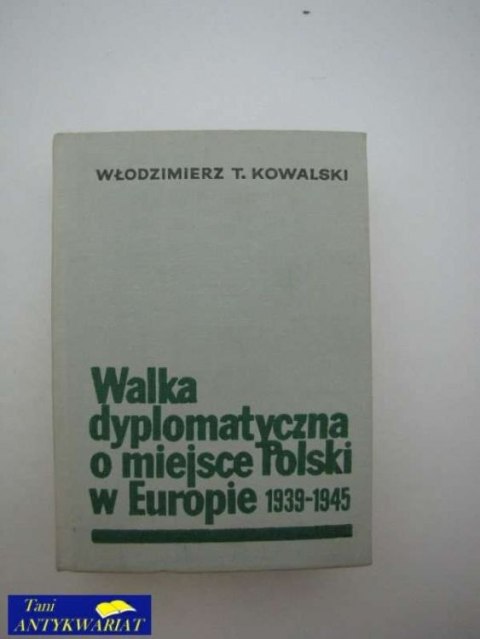 WŁODZIMIERZ T. KOWALSKI
Walka
dyplomatyczna
o miejsce Polski
w Europie 1939-1945
Tani
ANTYKWARIAT